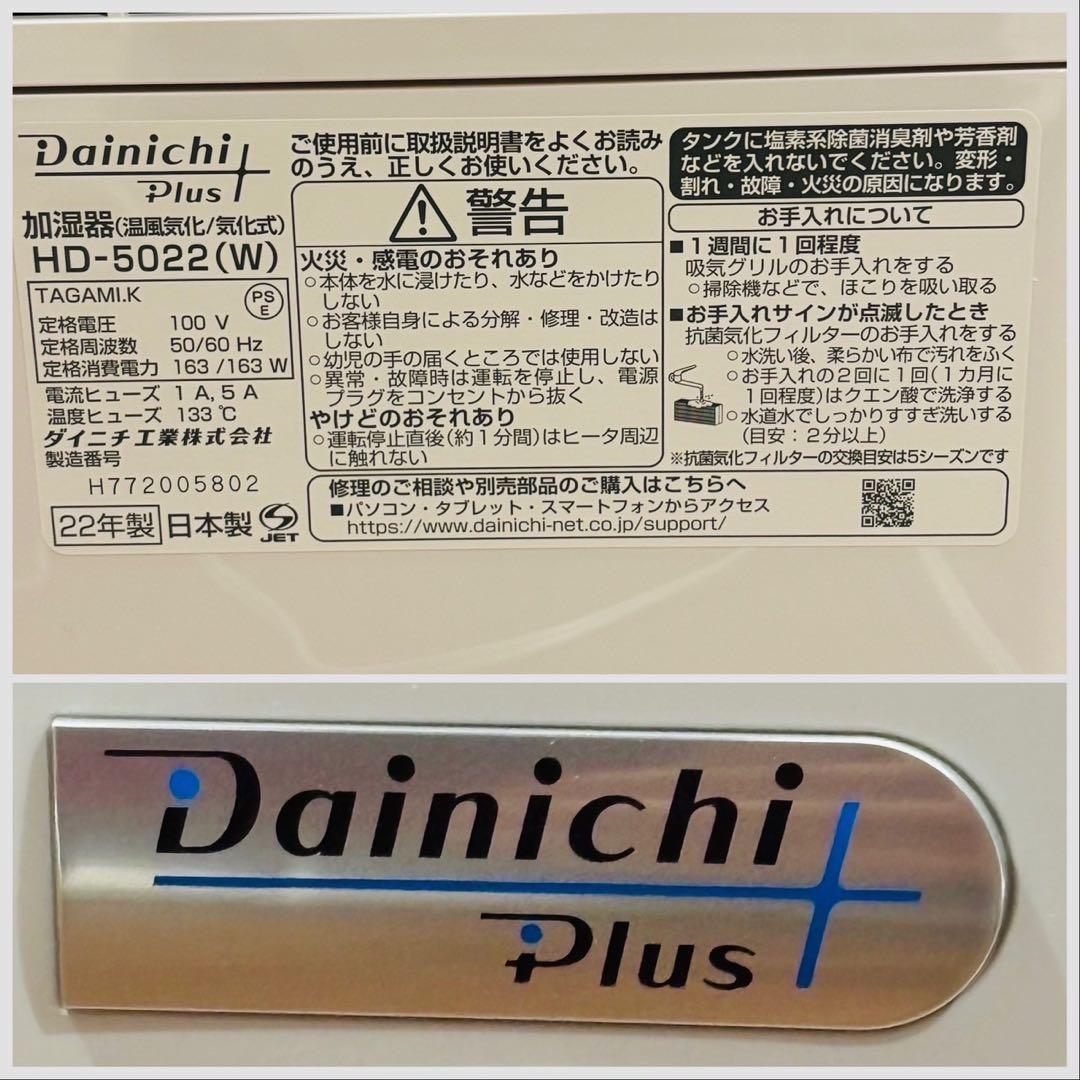 Dainichi
Plus
加湿器(温風気化/気化式)
HD-5022(W)
TAGAMI.K
PS
E
定格電圧 100 V
定格周波数 50/60 Hz
定格消費電力 163/163 W
電流ヒューズ 1 A, 5 A
温度ヒューズ 133℃
ダイニチ工業株式会社
製造番号
H772005802
22年製 日本製 JET
ご使用前に取扱説明書をよくお読み
のうえ、正しくお使いください。
警告
火災・感電のおそれあり
○本体を水に浸けたり、水などをかけたり
しない
○お客様自身による分解・修理・改造は
しない
○幼児の手の届くところでは使用しない
○異常・故障時は運転を停止し、電源
プラグをコンセントから抜く
やけどのおそれあり
○運転停止直後(約1分間)はヒータ周辺
に触れない
タンクに塩素系除菌消臭剤や芳香剤
などを入れないでください。変形・
割れ・故障・火災の原因になります。
お手入れについて
■1週間に1回程度
吸気グリルのお手入れをする
○掃除機などで、ほこりを吸い取る
■お手入れサインが点滅したとき
抗菌気化フィルターのお手入れをする
○水洗い後、柔らかい布で汚れをふく
○お手入れの2回に1回(1カ月に
1回程度)はクエン酸で洗浄する
○水道水でしっかりすすぎ洗いする
(目安：2分以上)
※抗菌気化フィルターの交換目安は5シーズンです
修理のご相談や別売部品のご購入はこちらへ
■パソコン・タブレット・スマートフォンからアクセス
https://www.dainichi-net.co.jp/support/
Dainichi
Plus